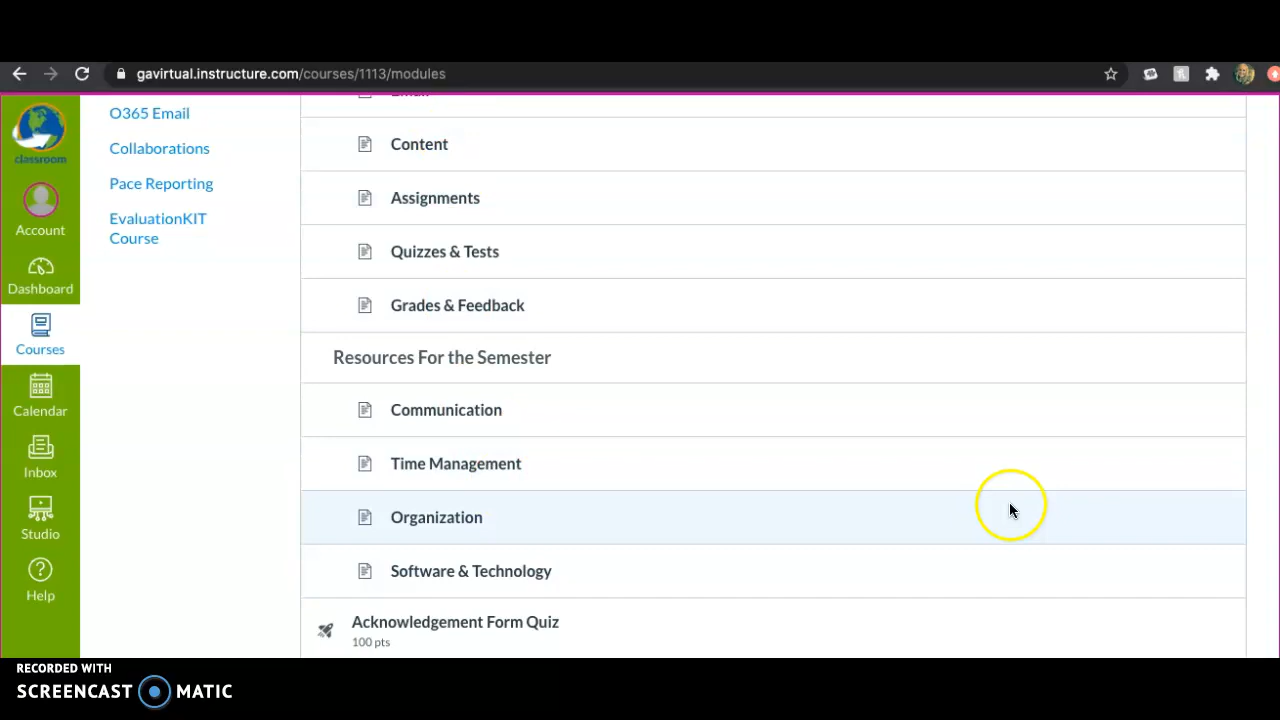 gavirtual.instructure.com/courses/1113/modules
classroom
Account
Dashboard
Courses
Calendar
Inbox
Studio
Help
O365 Email
Collaborations
Pace Reporting
EvaluationKIT
Course
Content
Assignments
Quizzes & Tests
Grades & Feedback
Resources For the Semester
Communication
Time Management
Organization
Software & Technology
Acknowledgement Form Quiz
100 pts
RECORDED WITH
SCREENCAST MATIC